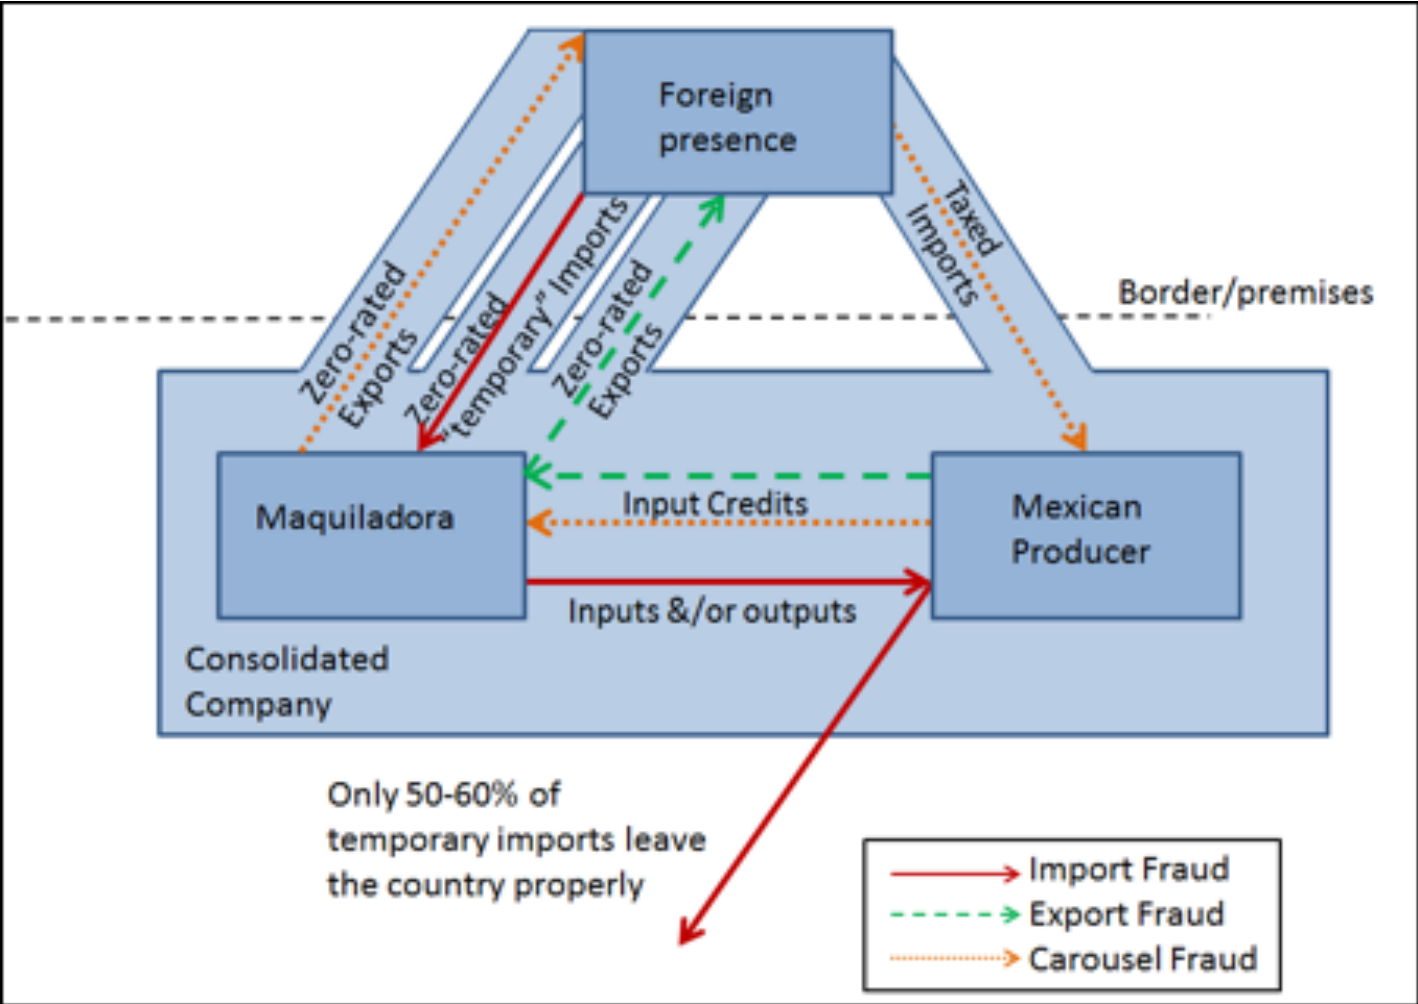 Foreign
presence
Zero-rated
Exports
Zero-rated
“temporary” Imports
Zero-rated
Exports
Taxed
Imports
Border/premises
Maquiladora
Input Credits
Mexican
Producer
Inputs &/or outputs
Consolidated
Company
Only 50-60% of
temporary imports leave
the country properly
Import Fraud
Export Fraud
Carousel Fraud